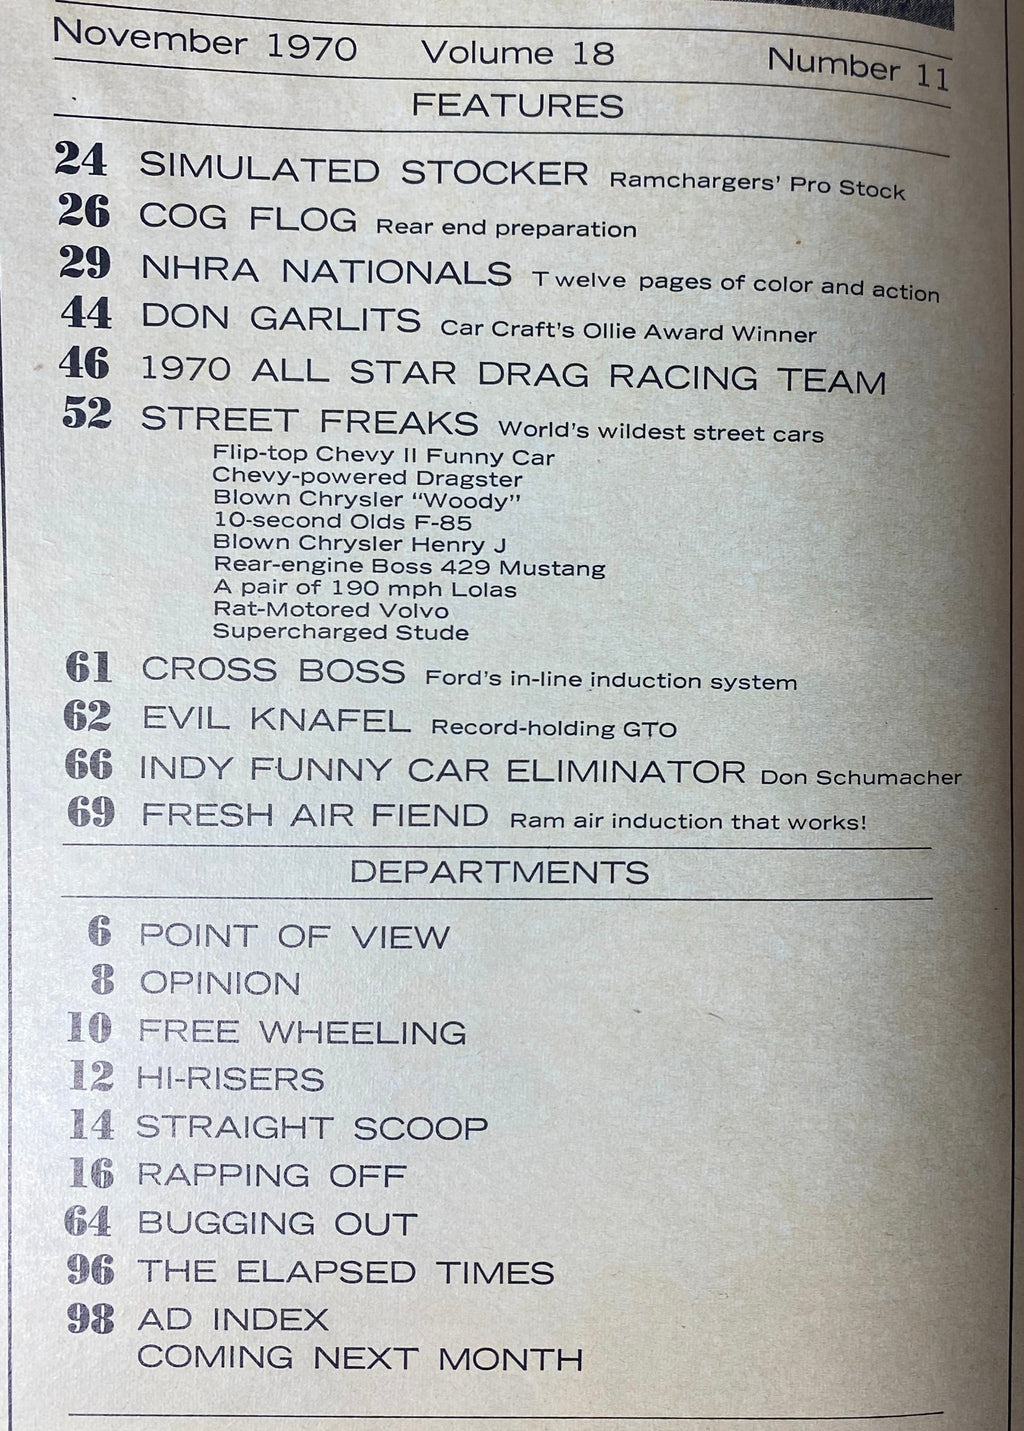 November 1970 Volume 18 Number 11
FEATURES
24 SIMULATED STOCKER Ramchargers' Pro Stock
26 COG FLOG Rear end preparation
29 NHRA NATIONALS Twelve pages of color and action
44 DON GARLITS Car Craft's Ollie Award Winner
46 1970 ALL STAR DRAG RACING TEAM
52 STREET FREAKS World's wildest street cars
Flip-top Chevy II Funny Car
Chevy-powered Dragster
Blown Chrysler "Woody"
10-second Olds F-85
Blown Chrysler Henry J
Rear-engine Boss 429 Mustang
A pair of 190 mph Lolas
Rat-Motored Volvo
Supercharged Stude
61 CROSS BOSS Ford's in-line induction system
62 EVIL KNAFEL Record-holding GTO
66 INDY FUNNY CAR ELIMINATOR Don Schumacher
69 FRESH AIR FIEND Ram air induction that works!
DEPARTMENTS
6 POINT OF VIEW
8 OPINION
10 FREE WHEELING
12 HI-RISERS
14 STRAIGHT SCOOP
16 RAPPING OFF
64 BUGGING OUT
96 THE ELAPSED TIMES
98 AD INDEX
COMING NEXT MONTH